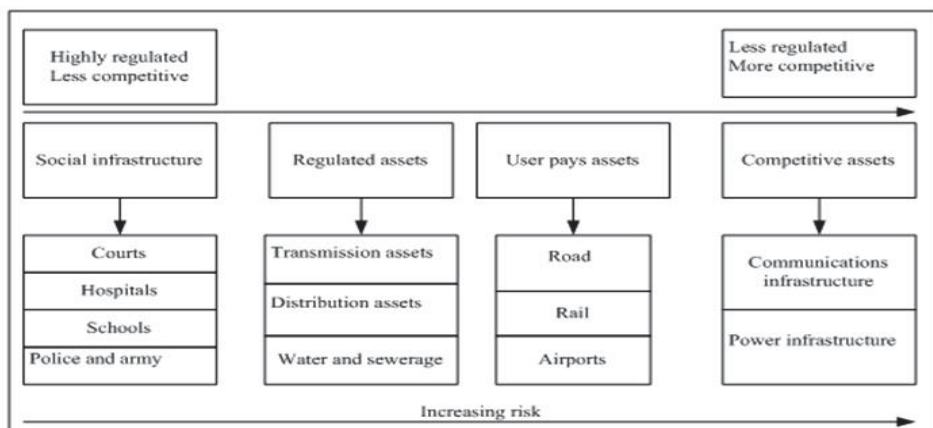 Highly regulated
Less competitive
Less regulated
More competitive
Social infrastructure
Regulated assets
User pays assets
Competitive assets
Courts
Hospitals
Schools
Police and army
Transmission assets
Distribution assets
Water and sewerage
Road
Rail
Airports
Communications
infrastructure
Power infrastructure
Increasing risk